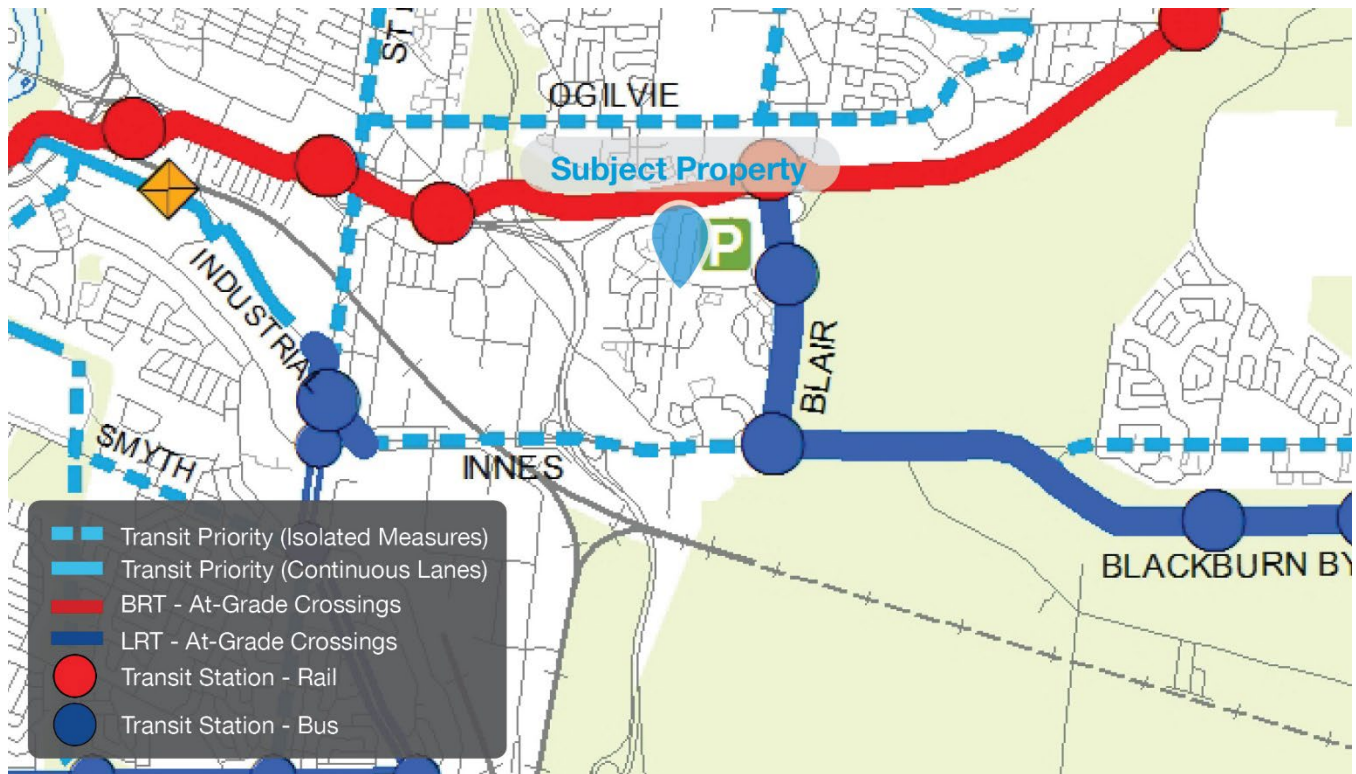 ST
OGILVIE
Subject Property
P
INDUSTRIAL
BLAIR
SMYTH
INNES
BLACKBURN BY
Transit Priority (Isolated Measures)
Transit Priority (Continuous Lanes)
BRT - At-Grade Crossings
LRT - At-Grade Crossings
Transit Station - Rail
Transit Station - Bus